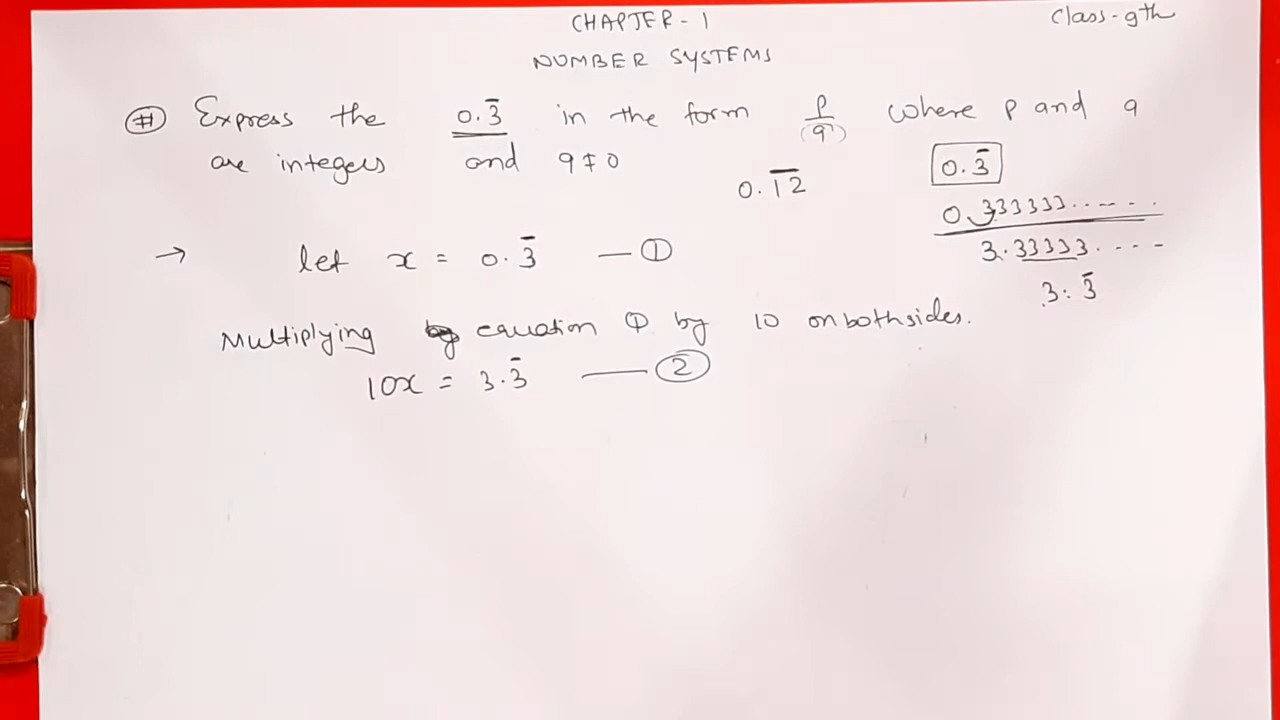 CHAPTER - 1
Class - 9th
NUMBER SYSTEMS
# Express the 0.3̅ in the form p/q where p and q
are integers and q ≠ 0
0.1̅2̅
0.3̅
0.333333.......
3.33333....
3.3̅
→ let x = 0.3̅ — ①
Multiplying equation ① by 10 on both sides.
10x = 3.3̅ — ②